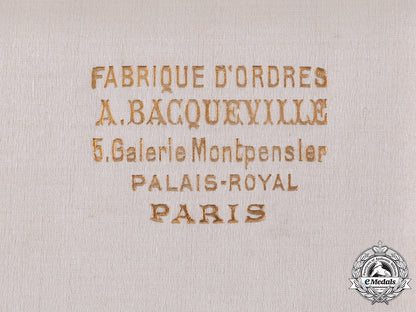 FABRIQUE D'ORDRES
A. BACQUEVILLE
5. Galerie Montpensier
PALAIS-ROYAL
PARIS
eMedals